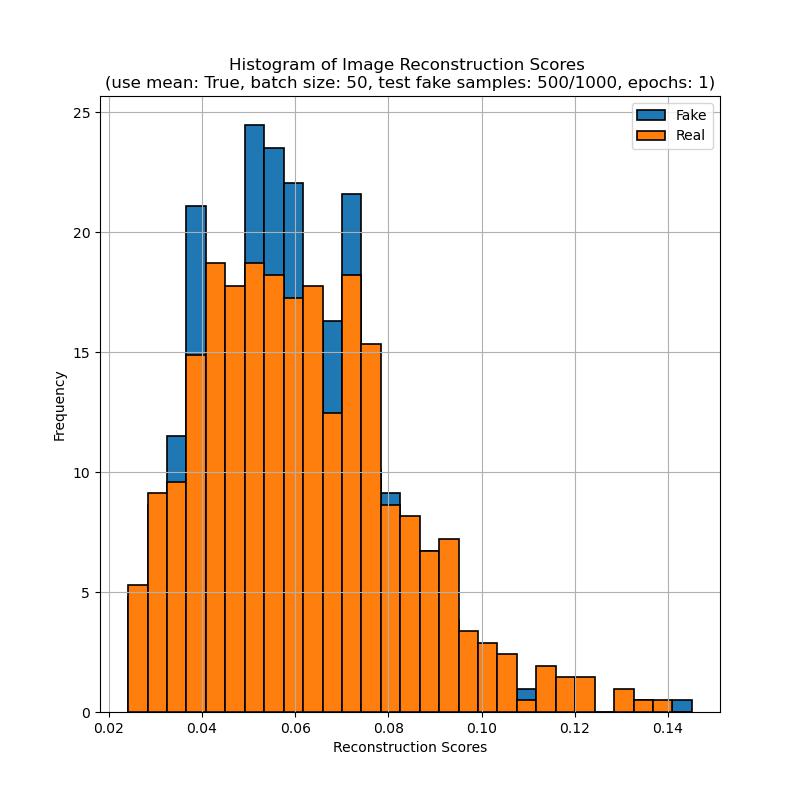 Histogram of Image Reconstruction Scores
(use mean: True, batch size: 50, test fake samples: 500/1000, epochs: 1)
Fake
Real
25
20
15
10
5
0
Frequency
0.02 0.04 0.06 0.08 0.10 0.12 0.14
Reconstruction Scores